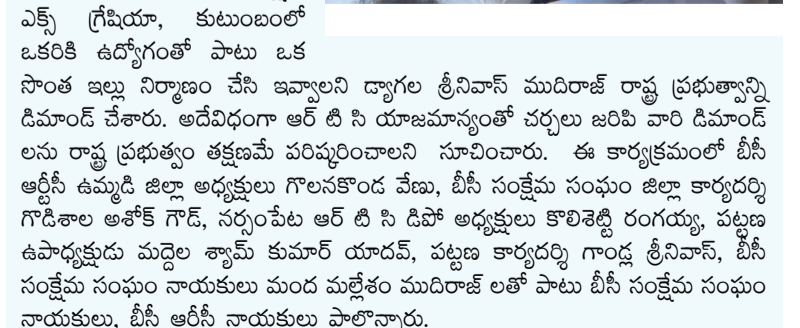 ఎక్స్ గ్రేషియా, కుటుంబంలో
ఒకరికి ఉద్యోగంతో పాటు ఒక
సొంత ఇల్లు నిర్మాణం చేసి ఇవ్వాలని డ్యాగల శ్రీనివాస్ ముదిరాజ్ రాష్ట్ర ప్రభుత్వాన్ని
డిమాండ్ చేశారు. అదేవిధంగా ఆర్ టి సి యాజమాన్యంతో చర్చలు జరిపి వారి డిమాండ్
లను రాష్ట్ర ప్రభుత్వం తక్షణమే పరిష్కరించాలని సూచించారు. ఈ కార్యక్రమంలో బీసీ
ఆర్టీసీ ఉమ్మడి జిల్లా అధ్యక్షులు గొలనకొండ వేణు, బీసీ సంక్షేమ సంఘం జిల్లా కార్యదర్శి
గొడిశాల అశోక్ గౌడ్, నర్సంపేట ఆర్ టి సి డిపో అధ్యక్షులు కొలిశెట్టి రంగయ్య, పట్టణ
ఉపాధ్యక్షుడు మద్దెల శ్యామ్ కుమార్ యాదవ్, పట్టణ కార్యదర్శి గాండ్ల శ్రీనివాస్, బీసీ
సంక్షేమ సంఘం నాయకులు మంద మల్లేశం ముదిరాజ్ లతో పాటు బీసీ సంక్షేమ సంఘం
నాయకులు, బీసీ ఆర్టీసీ నాయకులు పాల్గొన్నారు.